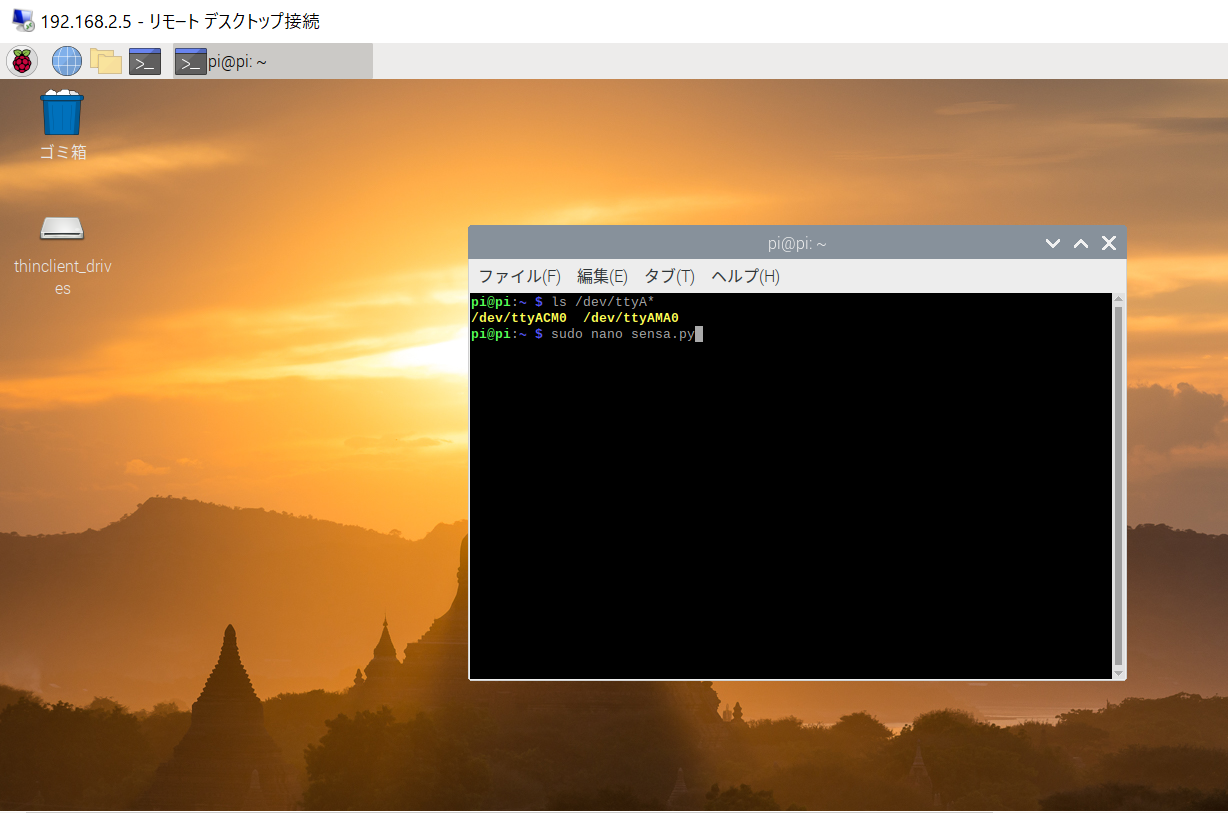 192.168.2.5 - リモート デスクトップ接続
pi@pi: ~
ゴミ箱
thinclient_driv
es
pi@pi: ~
ファイル(F) 編集(E) タブ(T) ヘルプ(H)
pi@pi:~ $ ls /dev/ttyA*
/dev/ttyACM0  /dev/ttyAMA0
pi@pi:~ $ sudo nano sensa.py